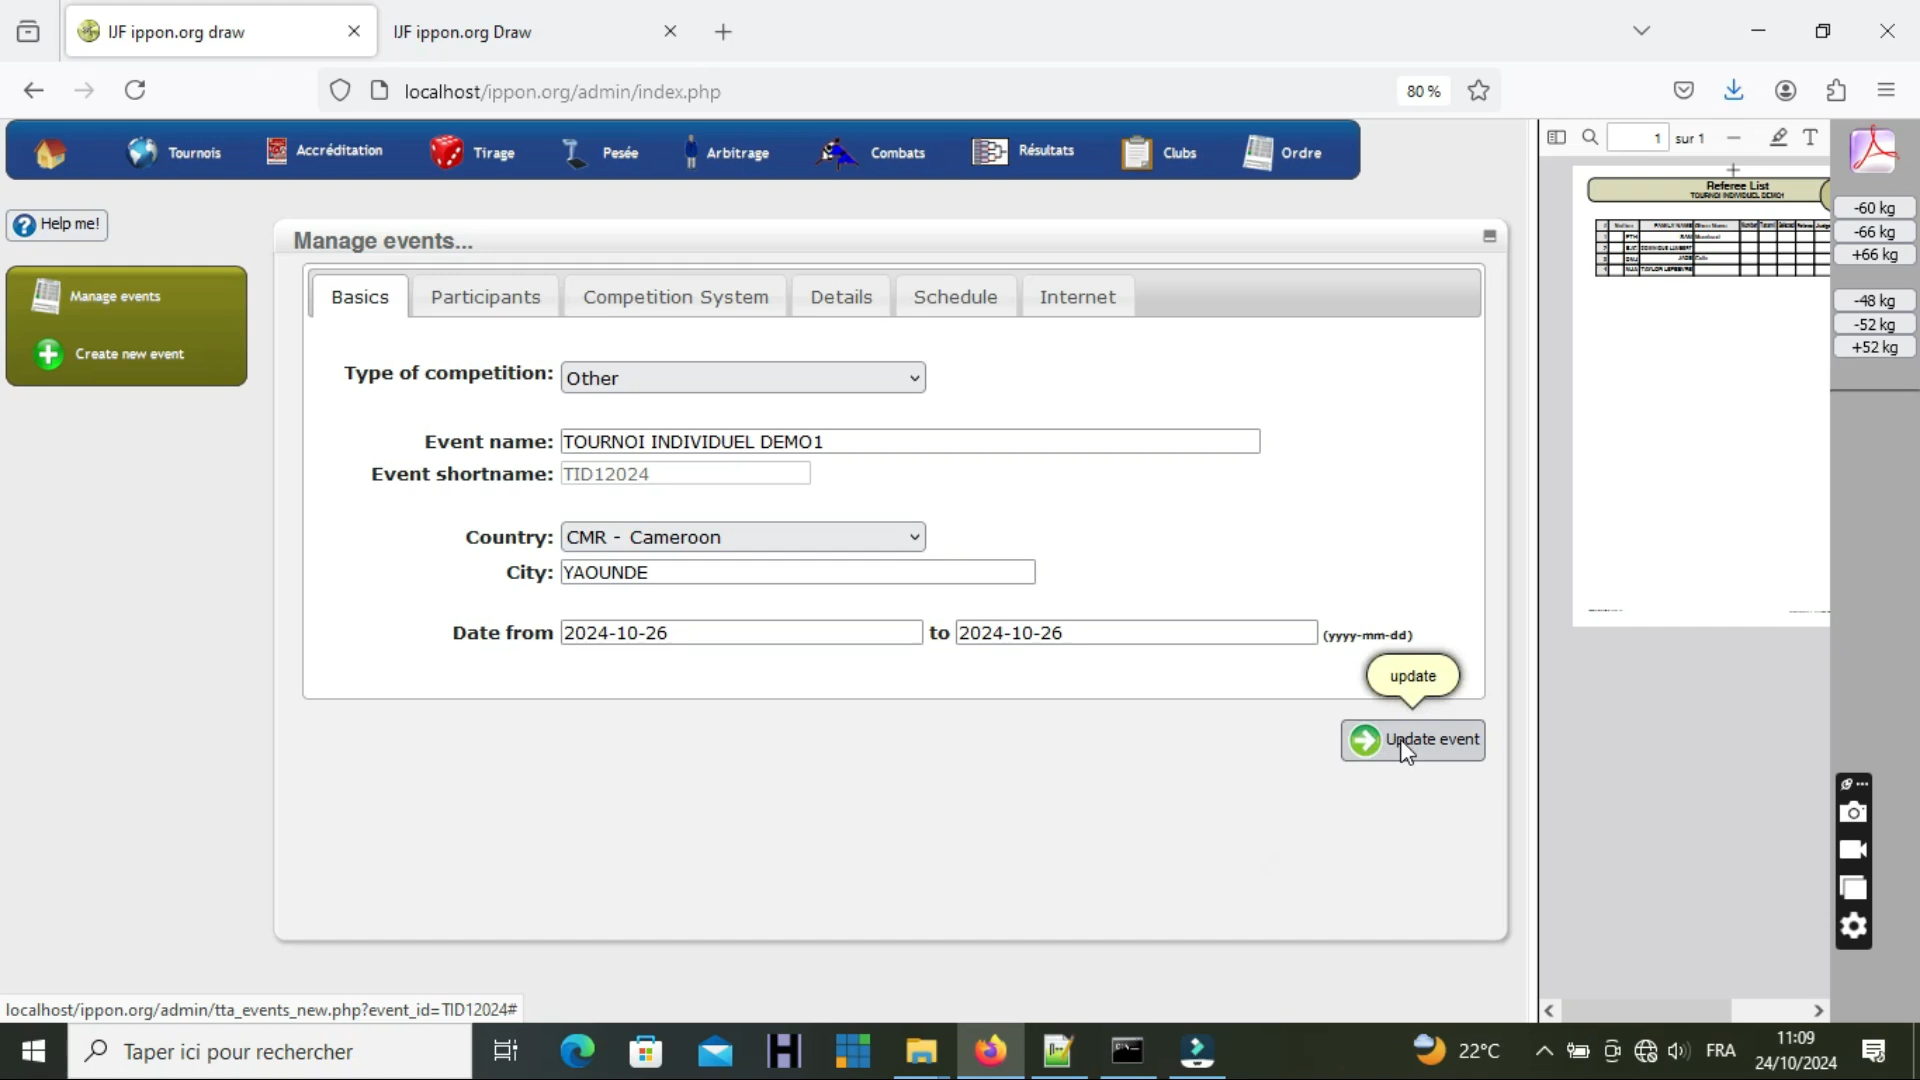 IJF ippon.org draw
IJF ippon.org Draw
localhost/ippon.org/admin/index.php
80 %
Tournois
Accréditation
Tirage
Pesée
Arbitrage
Combats
Résultats
Clubs
Ordre
1 sur 1
Referee List
TOURNOI INDIVIDUEL DEMO1
-60 kg
-66 kg
+66 kg
-48 kg
-52 kg
+52 kg
Help me!
Manage events
Create new event
Manage events...
Basics
Participants
Competition System
Details
Schedule
Internet
Type of competition: Other
Event name: TOURNOI INDIVIDUEL DEMO1
Event shortname: TID12024
Country: CMR - Cameroon
City: YAOUNDE
Date from 2024-10-26 to 2024-10-26 (yyyy-mm-dd)
update
Update event
localhost/ippon.org/admin/tta_events_new.php?event_id=TID12024#
Taper ici pour rechercher
22°C
FRA
11:09
24/10/2024